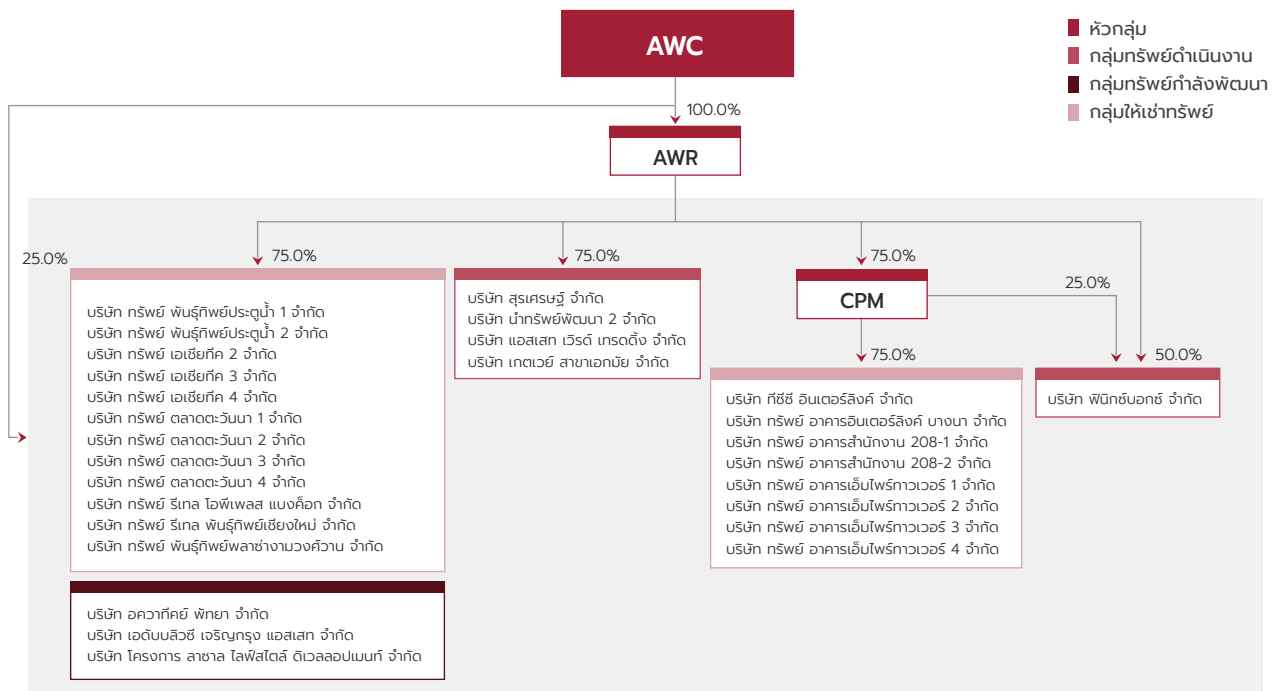 AWC
หัวกลุ่ม
กลุ่มทรัพย์ดำเนินงาน
กลุ่มทรัพย์กำลังพัฒนา
กลุ่มให้เช่าทรัพย์
100.0%
AWR
25.0%
75.0%
75.0%
75.0%
บริษัท ทรัพย์ พันธุ์ทิพย์ประตูน้ำ 1 จำกัด
บริษัท ทรัพย์ พันธุ์ทิพย์ประตูน้ำ 2 จำกัด
บริษัท ทรัพย์ เอเชียทีค 2 จำกัด
บริษัท ทรัพย์ เอเชียทีค 3 จำกัด
บริษัท ทรัพย์ เอเชียทีค 4 จำกัด
บริษัท ทรัพย์ ตลาดตะวันนา 1 จำกัด
บริษัท ทรัพย์ ตลาดตะวันนา 2 จำกัด
บริษัท ทรัพย์ ตลาดตะวันนา 3 จำกัด
บริษัท ทรัพย์ ตลาดตะวันนา 4 จำกัด
บริษัท ทรัพย์ รีเทล โอพีเพลส แบงค็อก จำกัด
บริษัท ทรัพย์ รีเทล พันธุ์ทิพย์เชียงใหม่ จำกัด
บริษัท ทรัพย์ พันธุ์ทิพย์พลาซ่างามวงศ์วาน จำกัด
บริษัท อควาทีคย์ พัทยา จำกัด
บริษัท เอดับบลิวซี เจริญกรุง แอสเสท จำกัด
บริษัท โครงการ ลาซาล ไลฟ์สไตล์ ดิเวลลอปเมนท์ จำกัด
บริษัท สุรเศรษฐ์ จำกัด
บริษัท นำทรัพย์พัฒนา 2 จำกัด
บริษัท แอสเสท เวิรด์ เทรดดิ้ง จำกัด
บริษัท เกตเวย์ สาขาเอกมัย จำกัด
CPM
25.0%
75.0%
50.0%
บริษัท ทีซีซี อินเตอร์ลิงค์ จำกัด
บริษัท ทรัพย์ อาคารอินเตอร์ลิงค์ บางนา จำกัด
บริษัท ทรัพย์ อาคารสำนักงาน 208-1 จำกัด
บริษัท ทรัพย์ อาคารสำนักงาน 208-2 จำกัด
บริษัท ทรัพย์ อาคารเอ็มไพร์ทาวเวอร์ 1 จำกัด
บริษัท ทรัพย์ อาคารเอ็มไพร์ทาวเวอร์ 2 จำกัด
บริษัท ทรัพย์ อาคารเอ็มไพร์ทาวเวอร์ 3 จำกัด
บริษัท ทรัพย์ อาคารเอ็มไพร์ทาวเวอร์ 4 จำกัด
บริษัท ฟีนิกซ์บอกซ์ จำกัด